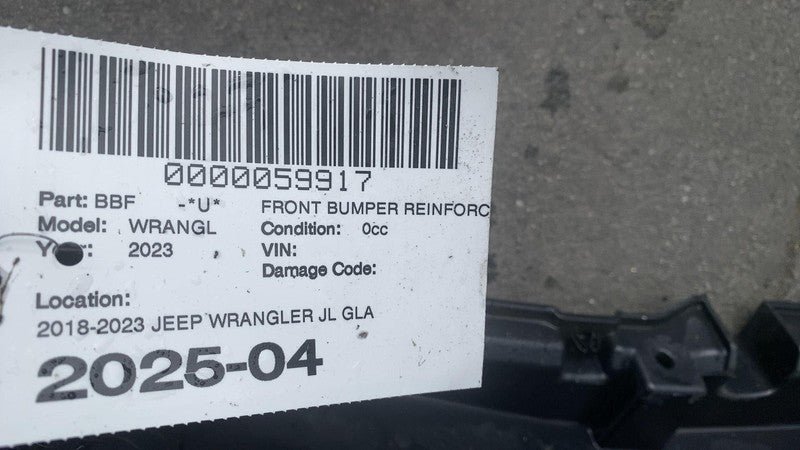 0000059917
Part: BBF -*U* FRONT BUMPER REINFORC
Model: WRANGL Condition: 0cc
Year: 2023 VIN:
Damage Code:
Location:
2018-2023 JEEP WRANGLER JL GLA
2025-04